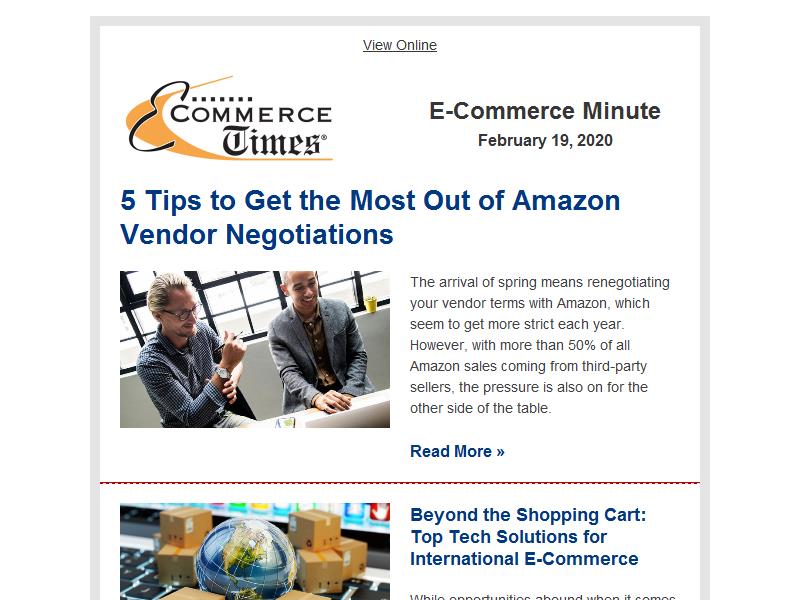 View Online
E-COMMERCE
Times®
E-Commerce Minute
February 19, 2020
5 Tips to Get the Most Out of Amazon
Vendor Negotiations
The arrival of spring means renegotiating
your vendor terms with Amazon, which
seem to get more strict each year.
However, with more than 50% of all
Amazon sales coming from third-party
sellers, the pressure is also on for the
other side of the table.
Read More »
Beyond the Shopping Cart:
Top Tech Solutions for
International E-Commerce
While opportunities abound when it comes